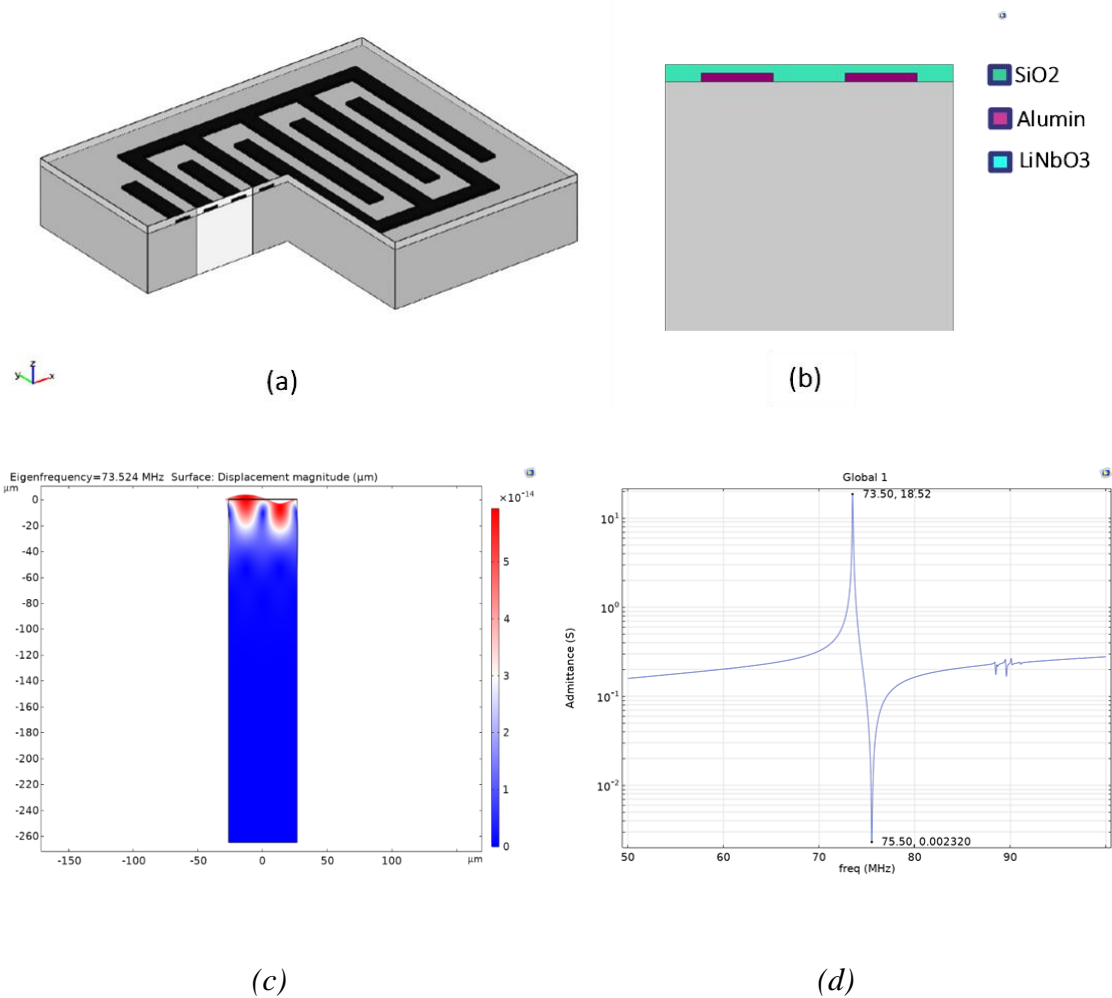 SiO2
Alumin
LiNbO3
z
y
x
(a)
(b)
Eigenfrequency=73.524 MHz Surface: Displacement magnitude (μm)
μm
0
-20
-40
-60
-80
-100
-120
-140
-160
-180
-200
-220
-240
-260
-150
-100
-50
0
50
100
μm
×10⁻¹⁴
5
4
3
2
1
0
Global 1
73.50, 18.52
10¹
10⁰
10⁻¹
10⁻²
Admittance (S)
75.50, 0.002320
50
60
70
80
90
freq (MHz)
(c)
(d)